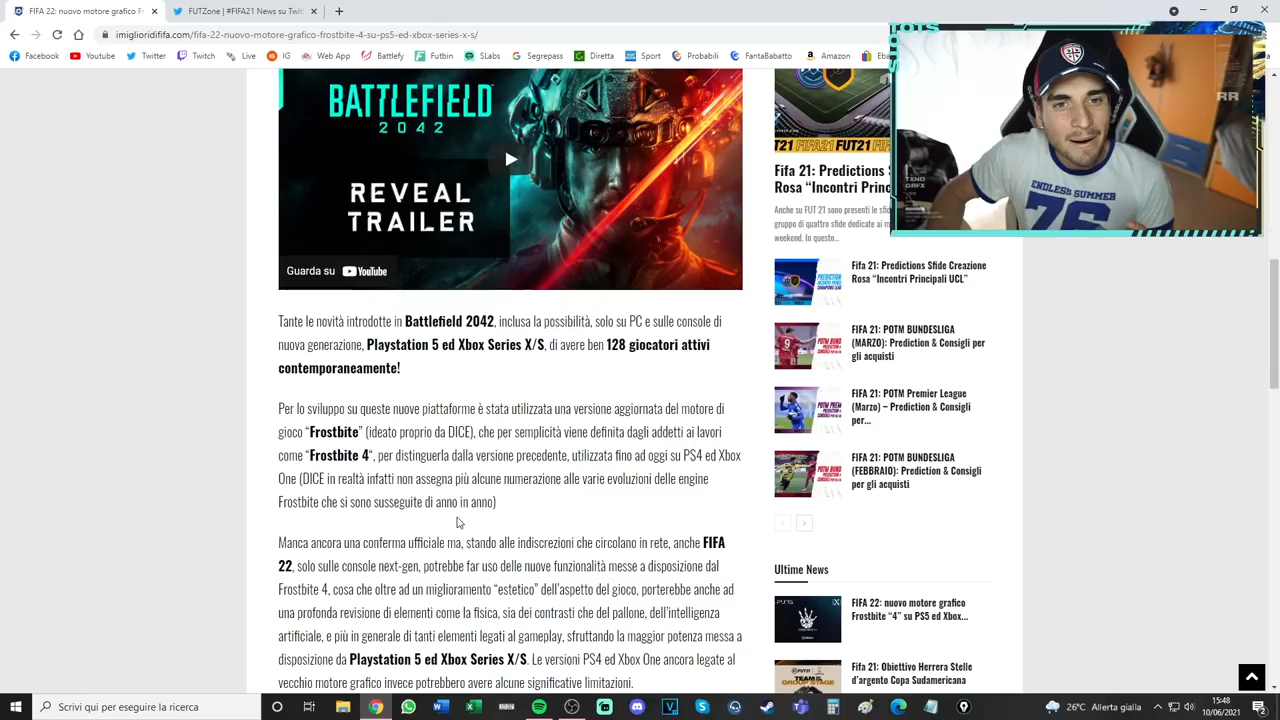 FIFA 22: nuovo motore grafico F
FUTZone | #FIFA21 News su Twitt
imiglioridififa.com/fifa-22-nuovo-motore-grafico-frostbite-4-su-ps5-ed-xbox
Facebook
Youtube
Twitter
Twitch
Live
IG
Web App
Battlefy
Futbin
SLabs
Segrepass
Diretta
Sport
Probabili
FantaBabatto
Amazon
BATTLEFIELD
2042
REVEAL
TRAILER
Guarda su YouTube
Tante le novità introdotte in Battlefield 2042, inclusa la possibilità, solo su PC e sulle console di
nuova generazione, Playstation 5 ed Xbox Series X/S, di avere ben 128 giocatori attivi
contemporaneamente!
Per lo sviluppo su queste nuove piattaforme è stata utilizzata una versione aggiornata del motore di
gioco “Frostbite” (ideato proprio da DICE), che per semplicità viene definita dagli addetti ai lavori
come “Frostbite 4“, per distinguerla dalla versione precedente, utilizzata fino ad oggi su PS4 ed Xbox
One (DICE in realtà infatti non assegna più alcune numerazione alle varie evoluzioni delle engine
Frostbite che si sono susseguite di anno in anno)
Manca ancora una conferma ufficiale ma, stando alle indiscrezioni che circolano in rete, anche FIFA
22, solo sulle console next-gen, potrebbe far uso delle nuove funzionalità messe a disposizione dal
Frostbite 4, cosa che oltre ad un miglioramento “estetico” dell’aspetto del gioco, porterebbe anche ad
una profonda revisione di elementi come la fisica, sia dei contrasti che del pallone, dell’intelligenza
artificiale, e più in generale di tanti elementi legati al gameplay, sfruttando la maggior potenza messa a
disposizione da Playstation 5 ed Xbox Series X/S. Le versioni PS4 ed Xbox One ancora legate al
vecchio motore grafico invece potrebbero avere alcune significative limitazioni.
FIFA21
Fifa 21: Predictions
Rosa “Incontri Princ
Anche su FUT 21 sono presenti le sfid
gruppo di quattro sfide dedicate ai m
weekend. In questo...
Fifa 21: Predictions Sfide Creazione
Rosa “Incontri Principali UCL”
FIFA 21: POTM BUNDESLIGA
(MARZO): Prediction & Consigli per
gli acquisti
FIFA 21: POTM Premier League
(Marzo) – Prediction & Consigli
per...
FIFA 21: POTM BUNDESLIGA
(FEBBRAIO): Prediction & Consigli
per gli acquisti
Ultime News
PS5
FIFA 22: nuovo motore grafico
Frostbite “4” su PS5 ed Xbox...
FUT21
TEAM OF THE
GROUP STAGE
Fifa 21: Obiettivo Herrera Stelle
d’argento Copa Sudamericana
TOTS
RR
TXNO
GRFX
ENDLESS SUMMER
76
Scrivi qui per eseguire la ricerca
26°C Allerta gialla
15:48
10/06/2021